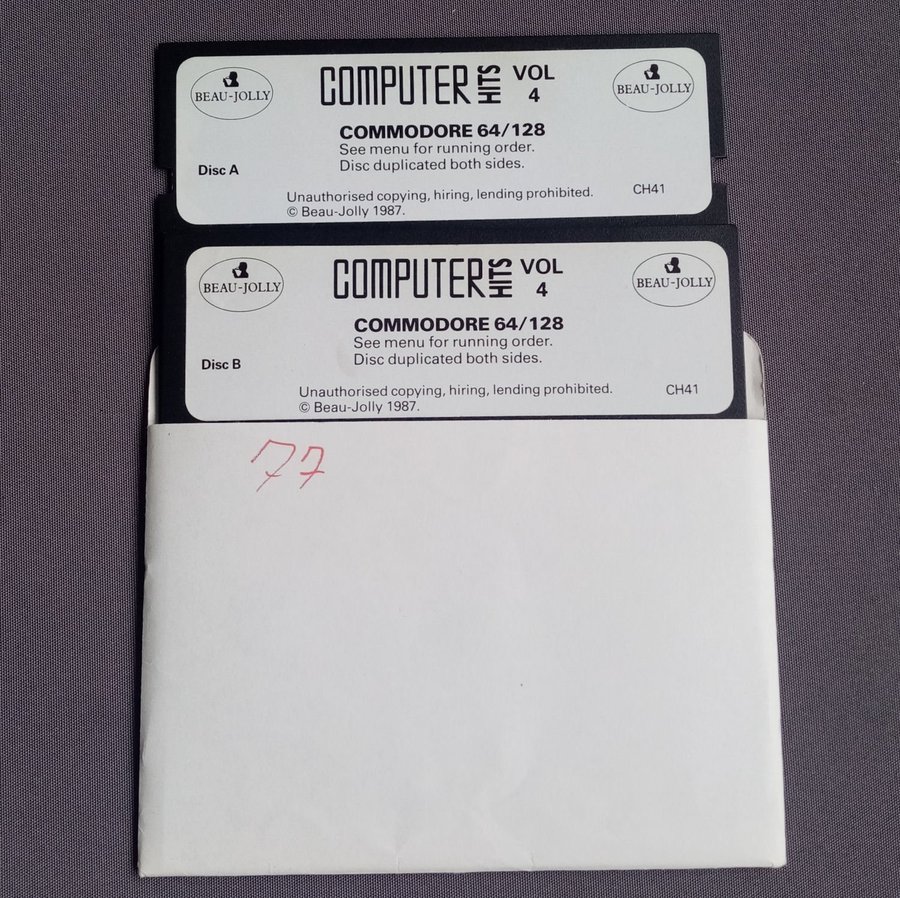 BEAU-JOLLY
COMPUTER HITS VOL 4
BEAU-JOLLY
COMMODORE 64/128
See menu for running order.
Disc duplicated both sides.
Disc A
Unauthorised copying, hiring, lending prohibited.
© Beau-Jolly 1987.
CH41
BEAU-JOLLY
COMPUTER HITS VOL 4
BEAU-JOLLY
COMMODORE 64/128
See menu for running order.
Disc duplicated both sides.
Disc B
Unauthorised copying, hiring, lending prohibited.
© Beau-Jolly 1987.
CH41
77